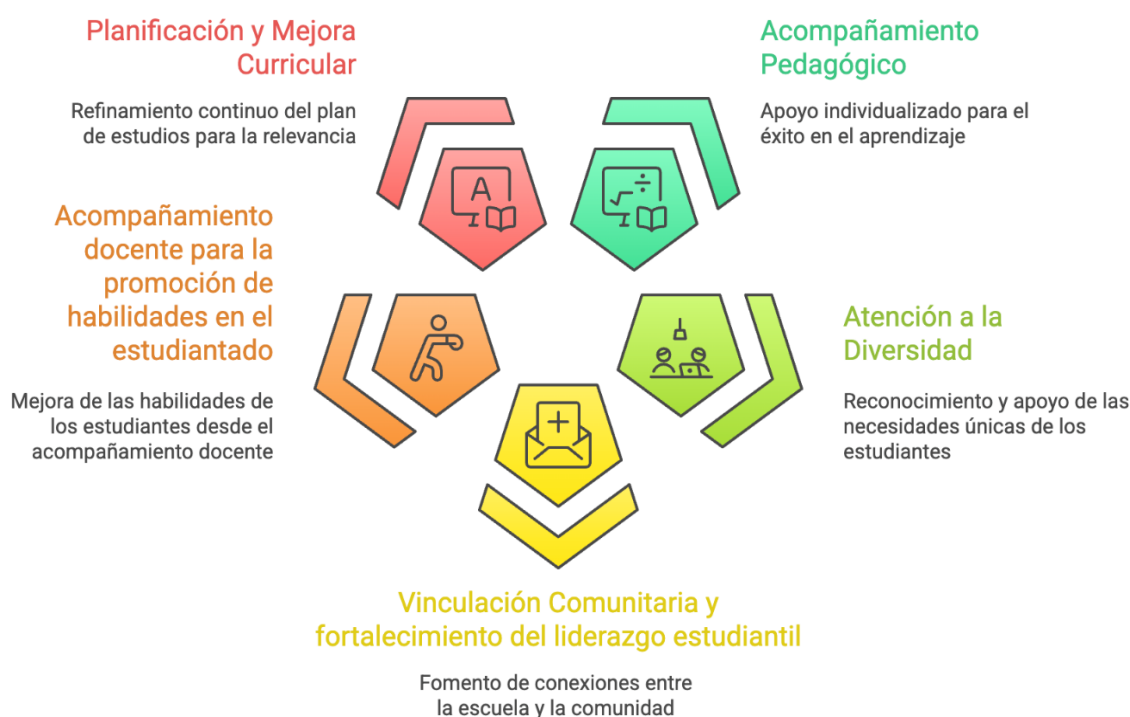 Planificación y Mejora
Curricular
Refinamiento continuo del plan
de estudios para la relevancia
Acompañamiento
Pedagógico
Apoyo individualizado para el
éxito en el aprendizaje
A
Acompañamiento
docente para la
promoción de
habilidades en el
estudiantado
Mejora de las habilidades de
los estudiantes desde el
acompañamiento docente
Atención a la
Diversidad
Reconocimiento y apoyo de las
necesidades únicas de los
estudiantes
Vinculación Comunitaria y
fortalecimiento del liderazgo estudiantil
Fomento de conexiones entre
la escuela y la comunidad